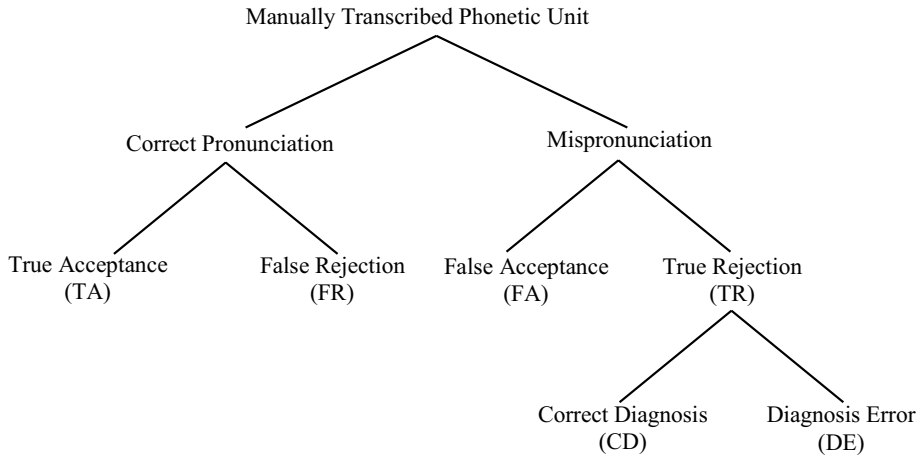 Manually Transcribed Phonetic Unit
Correct Pronunciation
Mispronunciation
True Acceptance
(TA)
False Rejection
(FR)
False Acceptance
(FA)
True Rejection
(TR)
Correct Diagnosis
(CD)
Diagnosis Error
(DE)